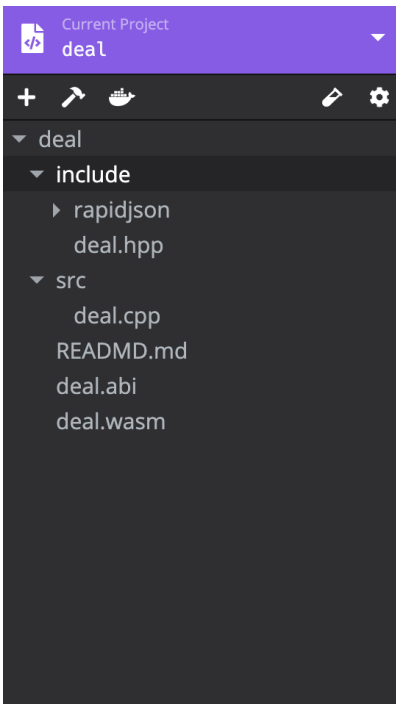 Current Project
deal
deal
include
rapidjson
deal.hpp
src
deal.cpp
READMD.md
deal.abi
deal.wasm